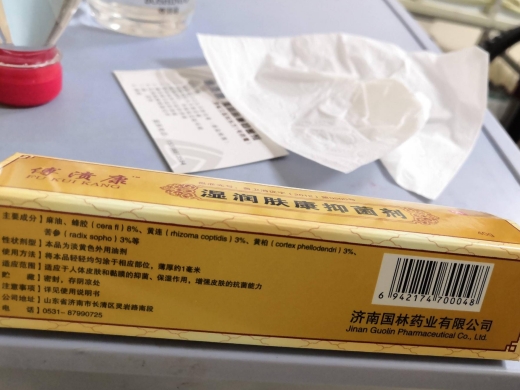 FU KUI KANG
湿润肤康抑菌剂
40g
主要成分：麻油、蜂胶（cera fl）8%、黄连（rhizoma coptidis）3%、黄柏（cortex phellodendri）3%、
苦参（radix sopho）3%等
性状剂型：本品为淡黄色外用油剂
使用方法：将本品轻轻均匀涂于相应部位，薄厚约1毫米
适应范围：适应于人体皮肤和黏膜的抑菌、保湿作用，增强皮肤的抗菌能力
贮 藏：密封，存阴凉处
注意事项：详见使用说明书
公司地址：山东省济南市长清区灵岩路南段
电 话：0531- 87990725
6 942174 700048
济南国林药业有限公司
Jinan Guolin Pharmaceutical Co., Ltd.